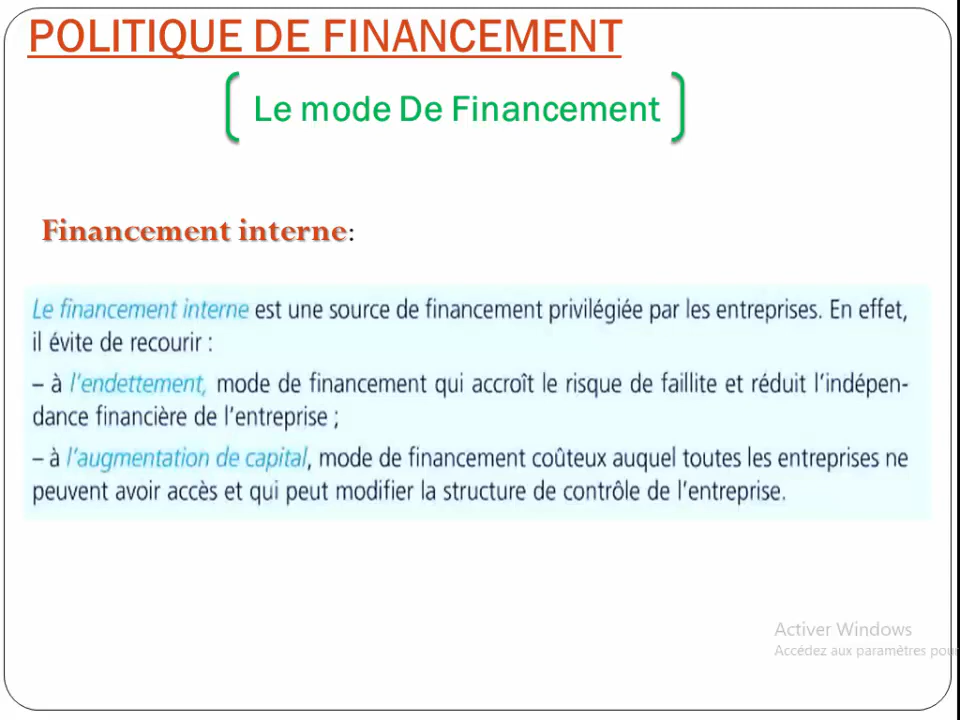 POLITIQUE DE FINANCEMENT
Le mode De Financement
Financement interne:
Le financement interne est une source de financement privilégiée par les entreprises. En effet,
il évite de recourir :
– à l'endettement, mode de financement qui accroît le risque de faillite et réduit l'indépen-
dance financière de l'entreprise ;
– à l'augmentation de capital, mode de financement coûteux auquel toutes les entreprises ne
peuvent avoir accès et qui peut modifier la structure de contrôle de l'entreprise.
Activer Windows
Accédez aux paramètres pour